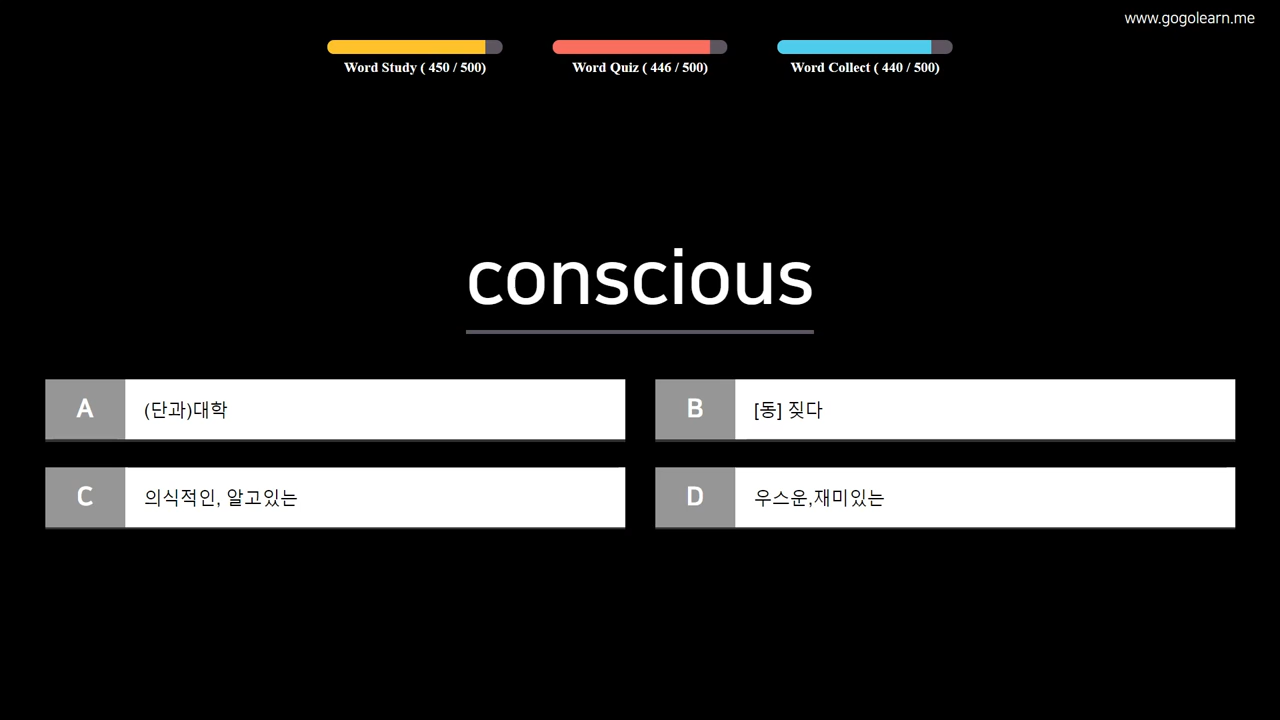 www.gogolearn.me
Word Study ( 450 / 500)
Word Quiz ( 446 / 500)
Word Collect ( 440 / 500)
conscious
A (단과)대학
B [동] 짖다
C 의식적인, 알고있는
D 우스운,재미있는